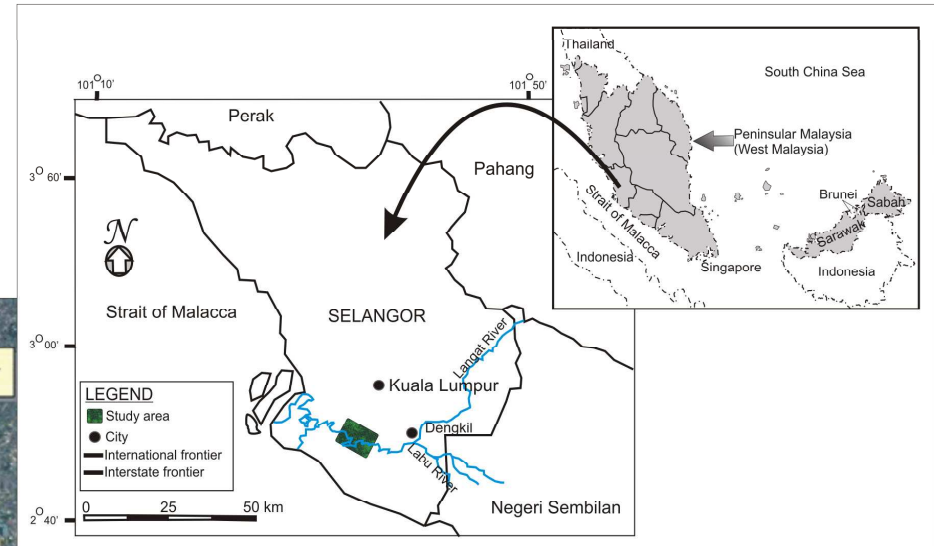 101° 10'
101° 50'
Perak
Pahang
3° 60'
N
Strait of Malacca
SELANGOR
Langat River
3° 00'
Kuala Lumpur
Dengkil
Labu River
Negeri Sembilan
LEGEND
Study area
City
International frontier
Interstate frontier
0 25 50 km
2° 40'
Thailand
South China Sea
Peninsular Malaysia
(West Malaysia)
Strait of Malacca
Brunei
Sabah
Sarawak
Indonesia
Singapore
Indonesia